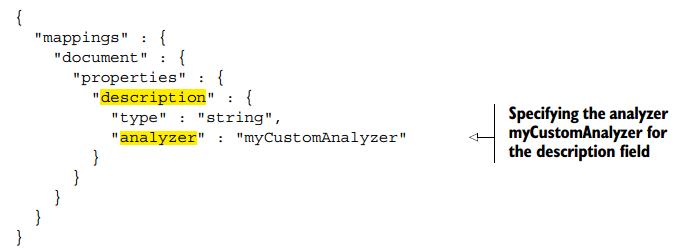 {
"mappings" : {
"document" : {
"properties" : {
"description" : {
"type" : "string",
"analyzer" : "myCustomAnalyzer"
}
}
}
}
}
Specifying the analyzer
myCustomAnalyzer for
the description field